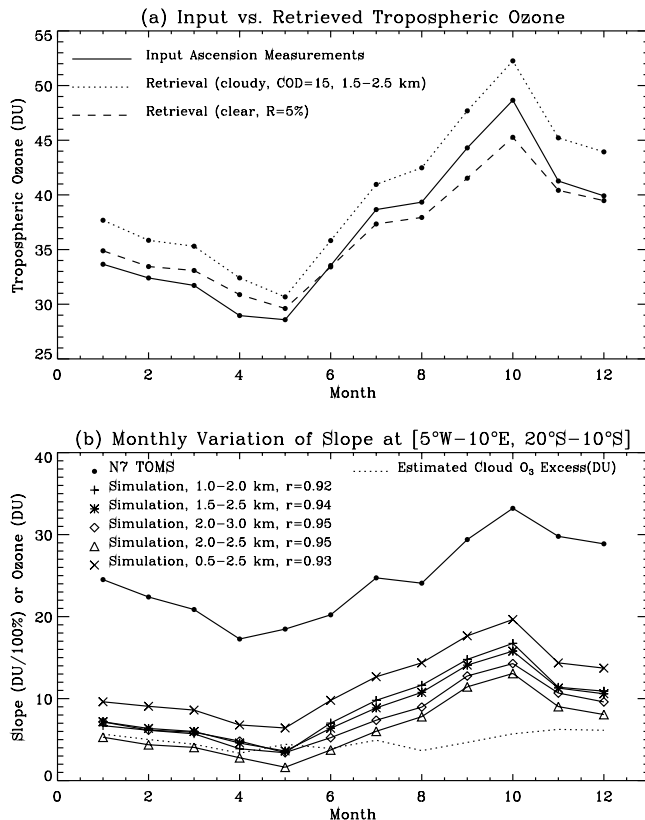 (a) Input vs. Retrieved Tropospheric Ozone
Tropospheric Ozone (DU)
55
50
45
40
35
30
25
Input Ascension Measurements
Retrieval (cloudy, COD=15, 1.5−2.5 km)
Retrieval (clear, R=5%)
0 2 4 6 8 10 12
Month
(b) Monthly Variation of Slope at [5°W−10°E, 20°S−10°S]
Slope (DU/100%) or Ozone (DU)
40
30
20
10
0
N7 TOMS
Simulation, 1.0−2.0 km, r=0.92
Simulation, 1.5−2.5 km, r=0.94
Simulation, 2.0−3.0 km, r=0.95
Simulation, 2.0−2.5 km, r=0.95
Simulation, 0.5−2.5 km, r=0.93
Estimated Cloud O₃ Excess(DU)
0 2 4 6 8 10 12
Month